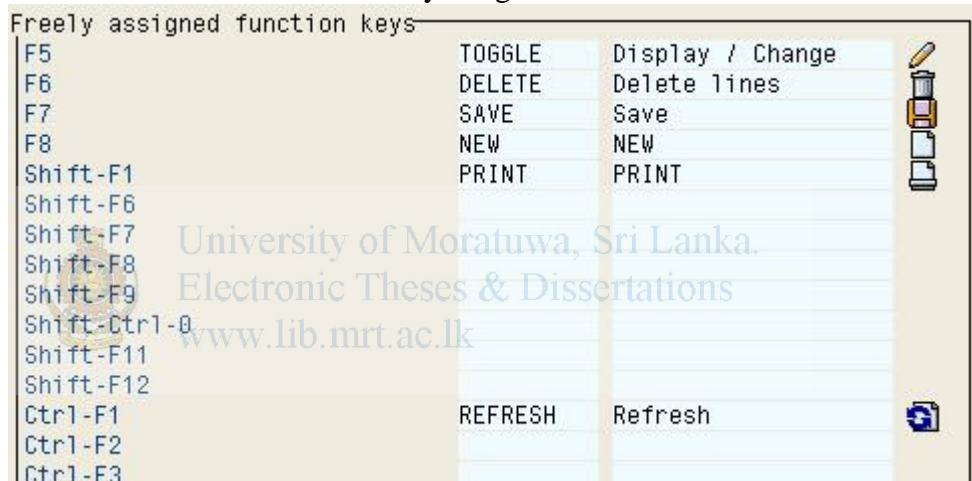 Freely assigned function keys
F5 TOGGLE Display / Change
F6 DELETE Delete lines
F7 SAVE Save
F8 NEW NEW
Shift-F1 PRINT PRINT
Shift-F6
Shift-F7
University of Moratuwa, Sri Lanka.
Shift-F8
Electronic Theses & Dissertations
Shift-F9
Shift-Ctrl-0
www.lib.mrt.ac.lk
Shift-F11
Shift-F12
Ctrl-F1 REFRESH Refresh
Ctrl-F2
Ctrl-F3